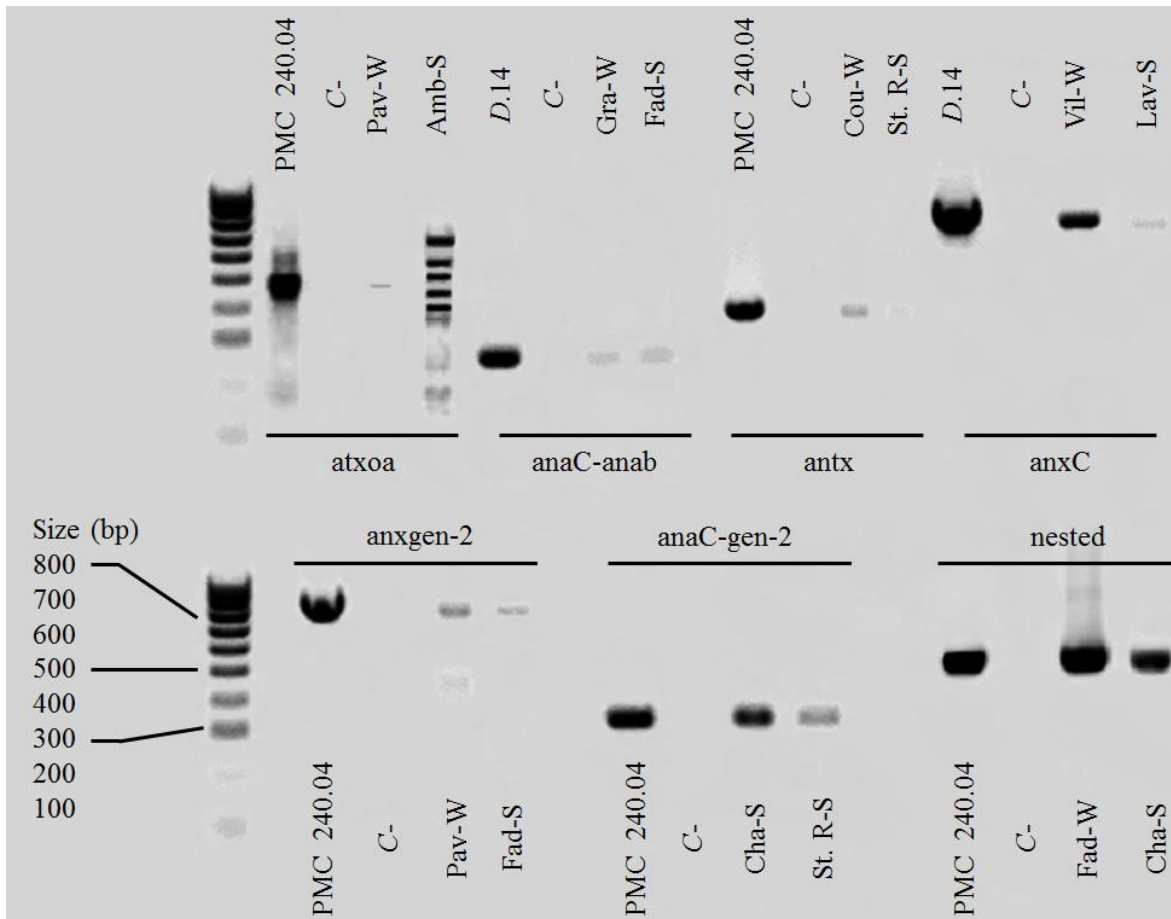 PMC 240.04
C-
Pav-W
Amb-S
D.14
C-
Gra-W
Fad-S
PMC 240.04
C-
Cou-W
St. R-S
D.14
C-
Vil-W
Lav-S
atxoa
anaC-anab
antx
anxC
Size (bp)
anxgen-2
anaC-gen-2
nested
800
700
600
500
400
300
200
100
PMC 240.04
C-
Pav-W
Fad-S
PMC 240.04
C-
Cha-S
St. R-S
PMC 240.04
C-
Fad-W
Cha-S